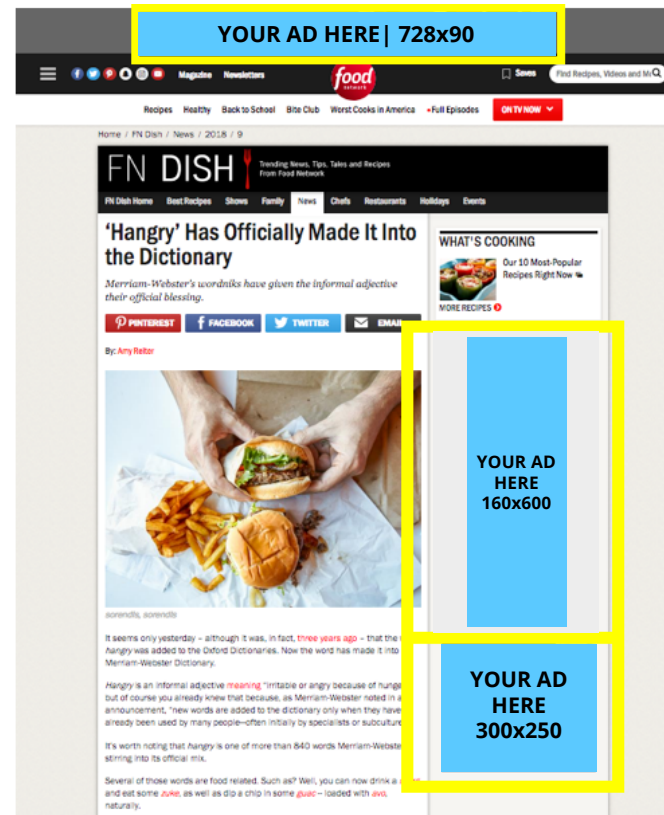 YOUR AD HERE| 728x90
Magazine Newsletters
food
network
Saves
Find Recipes, Videos and
Recipes Healthy Back to School Bite Club Worst Cooks in America •Full Episodes ON TV NOW
Home / FN Dish / News / 2018 / 9
FN DISH
Trending News, Tips, Tales and Recipes
From Food Network
FN Dish Home Best Recipes Shows Family News Chefs Restaurants Holidays Events
‘Hangry’ Has Officially Made It Into
the Dictionary
Merriam-Webster's wordniks have given the informal adjective
their official blessing.
PINTEREST FACEBOOK TWITTER EMAIL
By: Amy Reiter
WHAT'S COOKING
Our 10 Most-Popular
Recipes Right Now
MORE RECIPES
YOUR AD
HERE
160x600
sorendls, sorendls
It seems only yesterday – although it was, in fact, three years ago – that the
hangry was added to the Oxford Dictionaries. Now the word has made it into
Merriam-Webster Dictionary.
Hangry is an informal adjective meaning "irritable or angry because of hunge
but of course you already knew that because, as Merriam-Webster noted in a
announcement, "new words are added to the dictionary only when they have
already been used by many people—often initially by specialists or subculture
It's worth noting that hangry is one of more than 840 words Merriam-Webste
stirring into its official mix.
Several of those words are food related. Such as? Well, you can now drink a
and eat some zuke, as well as dip a chip in some guac – loaded with avo,
naturally.
YOUR AD
HERE
300x250